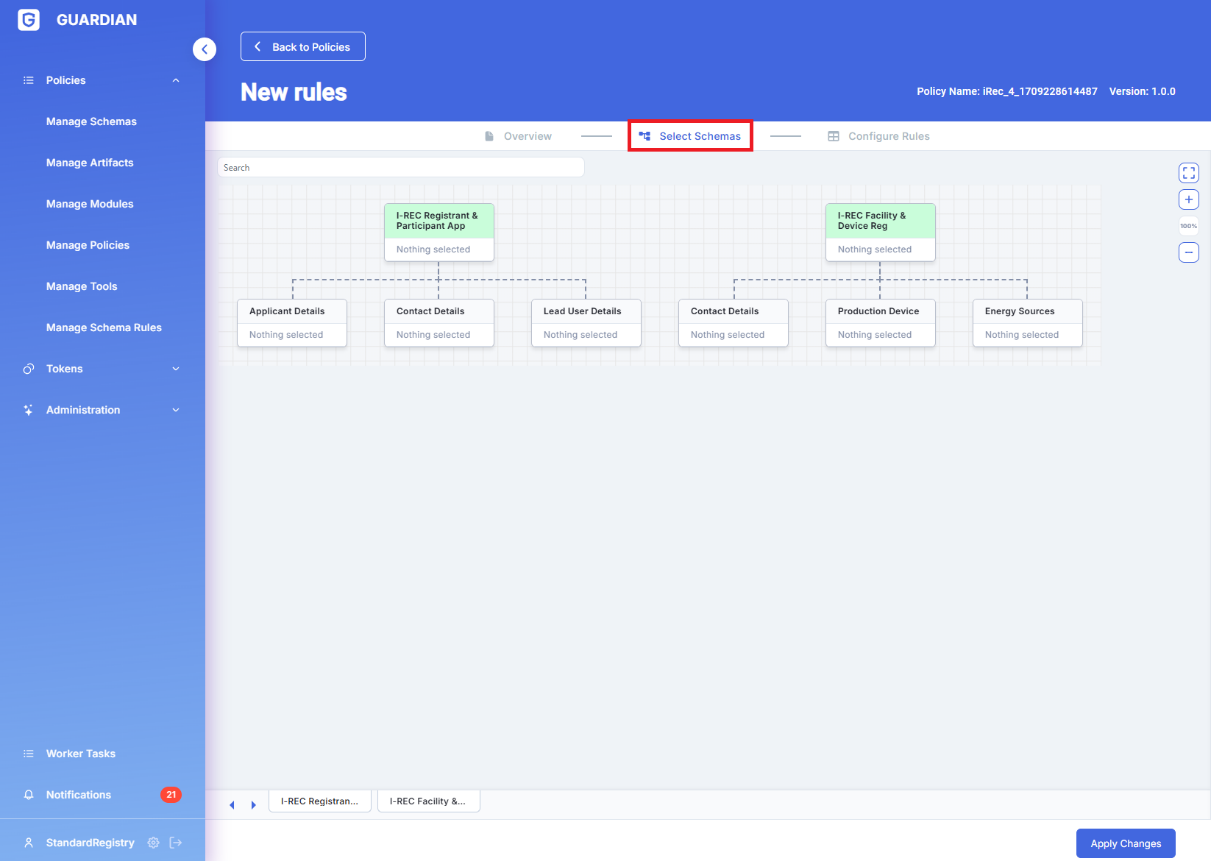 GUARDIAN
Policies
Manage Schemas
Manage Artifacts
Manage Modules
Manage Policies
Manage Tools
Manage Schema Rules
Tokens
Administration
Worker Tasks
Notifications
21
StandardRegistry
Back to Policies
New rules
Policy Name: iRec_4_1709228614487 Version: 1.0.0
Overview
Select Schemas
Configure Rules
Search
100%
I-REC Registrant &
Participant App
Nothing selected
I-REC Facility &
Device Reg
Nothing selected
Applicant Details
Nothing selected
Contact Details
Nothing selected
Lead User Details
Nothing selected
Contact Details
Nothing selected
Production Device
Nothing selected
Energy Sources
Nothing selected
I-REC Registran...
I-REC Facility &...
Apply Changes